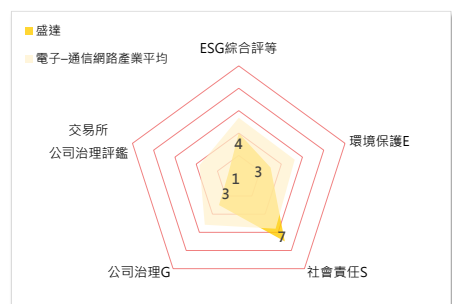 盛達
電子–通信網路產業平均
ESG綜合評等
交易所
公司治理評鑑
環境保護E
4
3
1
3
7
公司治理G
社會責任S